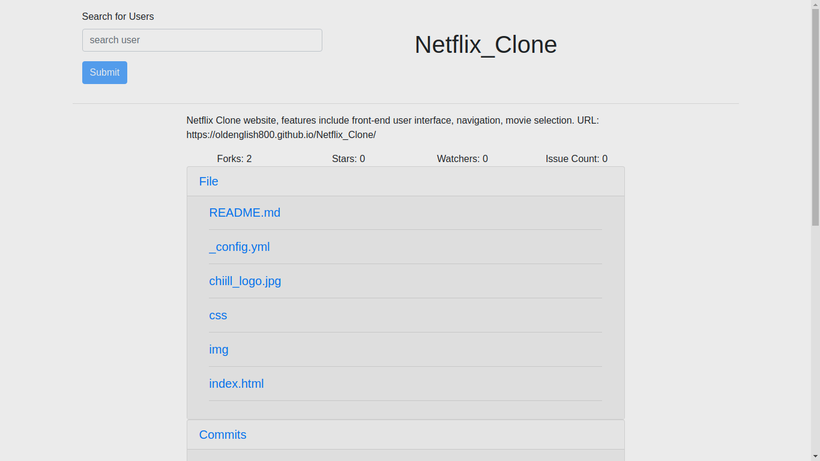 Search for Users
search user
Submit
Netflix_Clone
Netflix Clone website, features include front-end user interface, navigation, movie selection. URL:
https://oldenglish800.github.io/Netflix_Clone/
Forks: 2 Stars: 0 Watchers: 0 Issue Count: 0
File
README.md
_config.yml
chiill_logo.jpg
css
img
index.html
Commits